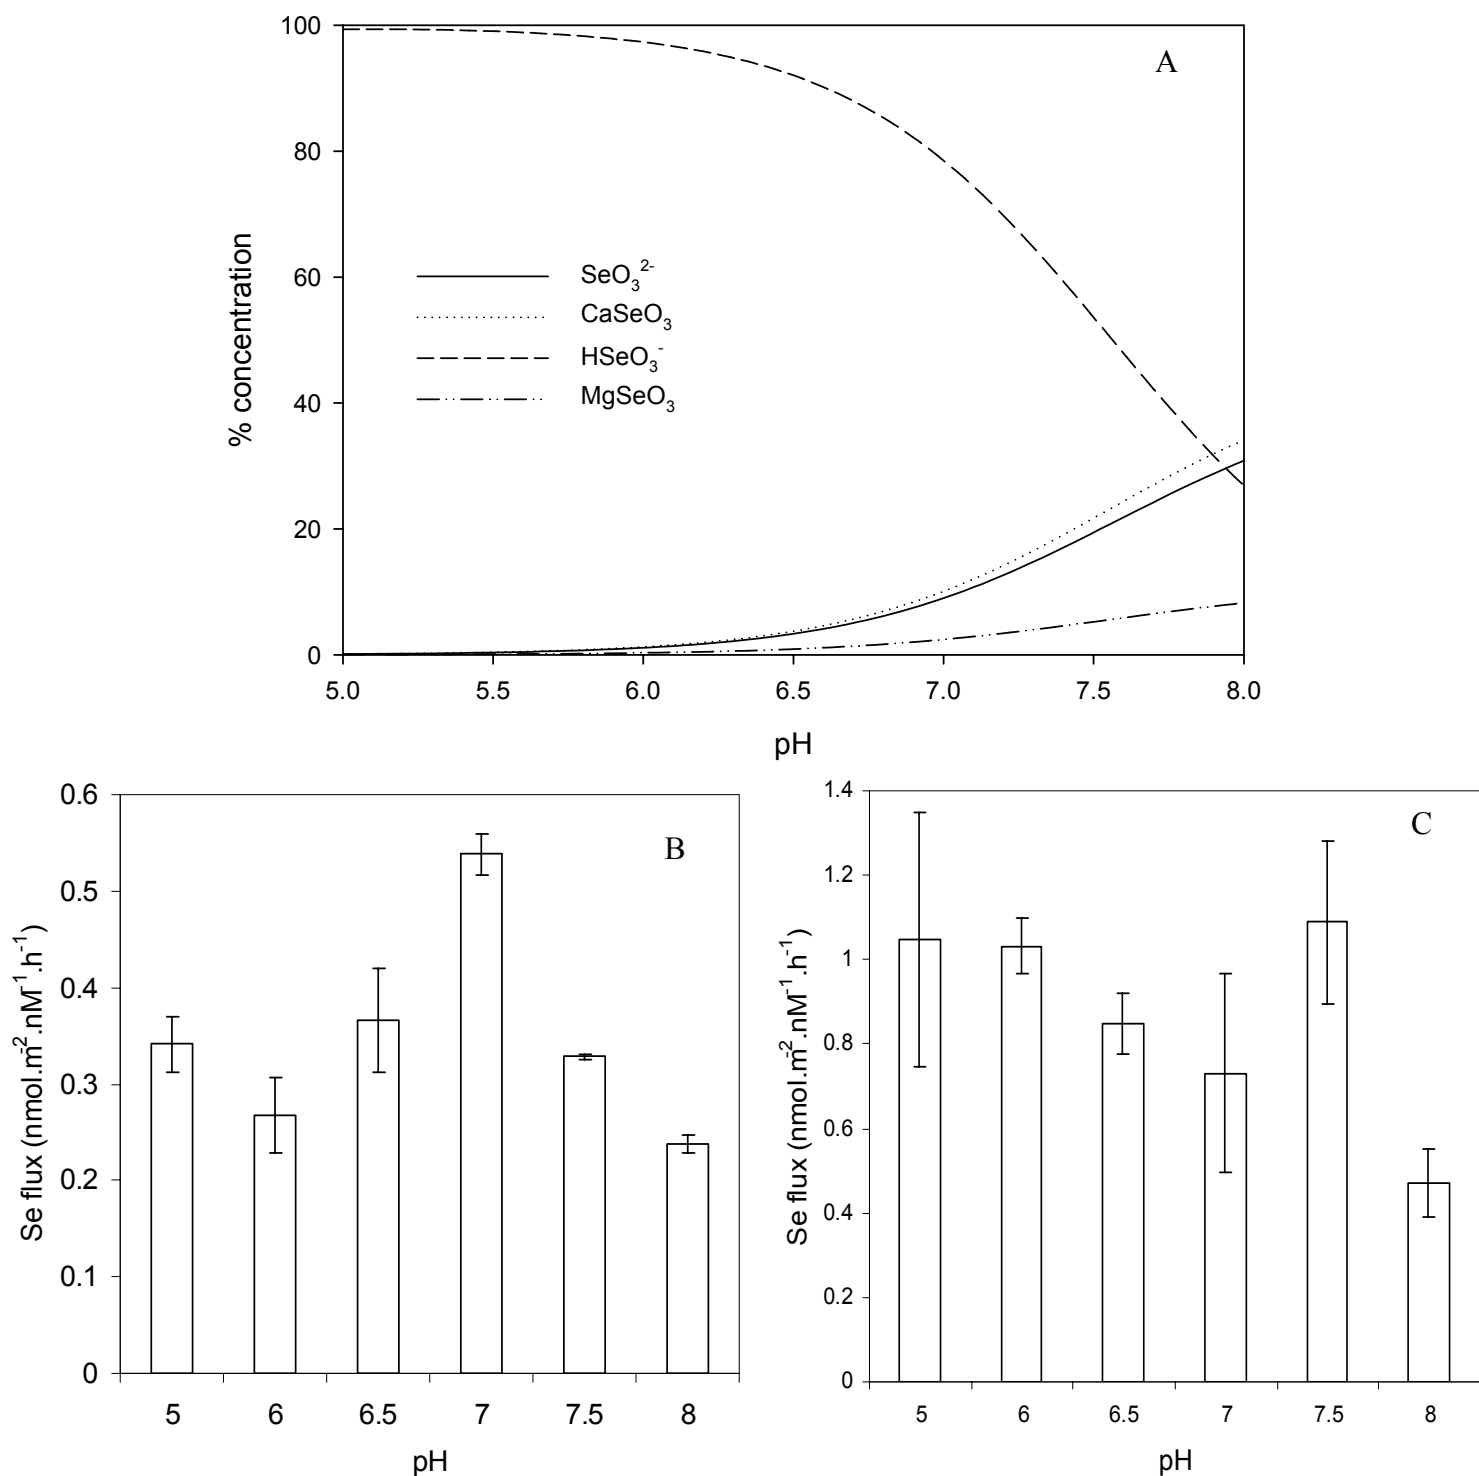 A
% concentration
100
80
60
40
20
0
SeO₃²⁻
CaSeO₃
HSeO₃⁻
MgSeO₃
5.0 5.5 6.0 6.5 7.0 7.5 8.0
pH
B
Se flux (nmol.m⁻².nM⁻¹.h⁻¹)
0.6
0.5
0.4
0.3
0.2
0.1
0
5 6 6.5 7 7.5 8
pH
C
Se flux (nmol.m⁻².nM⁻¹.h⁻¹)
1.4
1.2
1
0.8
0.6
0.4
0.2
0
5 6 6.5 7 7.5 8
pH